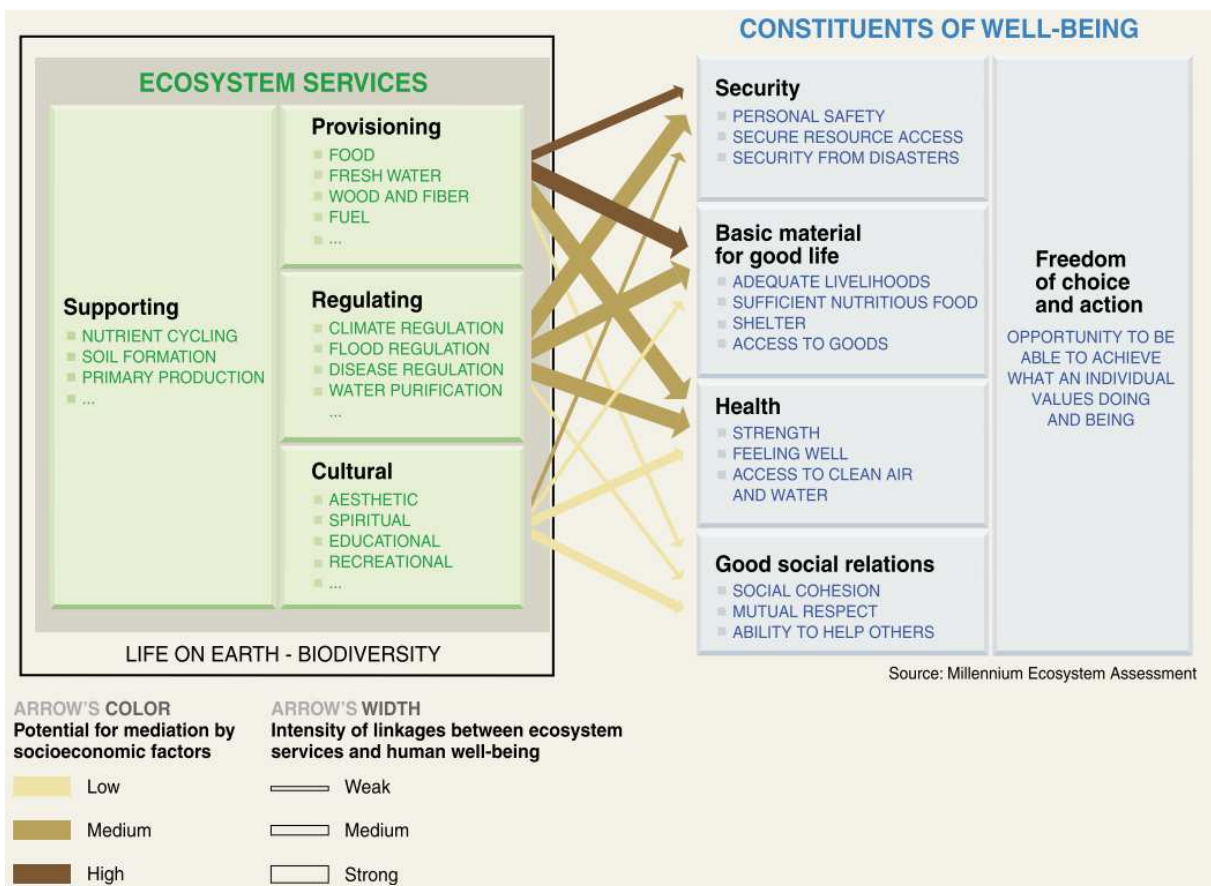 CONSTITUENTS OF WELL-BEING
ECOSYSTEM SERVICES
Supporting
NUTRIENT CYCLING
SOIL FORMATION
PRIMARY PRODUCTION
...
Provisioning
FOOD
FRESH WATER
WOOD AND FIBER
FUEL
...
Regulating
CLIMATE REGULATION
FLOOD REGULATION
DISEASE REGULATION
WATER PURIFICATION
...
Cultural
AESTHETIC
SPIRITUAL
EDUCATIONAL
RECREATIONAL
...
LIFE ON EARTH - BIODIVERSITY
Security
PERSONAL SAFETY
SECURE RESOURCE ACCESS
SECURITY FROM DISASTERS
Basic material
for good life
ADEQUATE LIVELIHOODS
SUFFICIENT NUTRITIOUS FOOD
SHELTER
ACCESS TO GOODS
Health
STRENGTH
FEELING WELL
ACCESS TO CLEAN AIR
AND WATER
Good social relations
SOCIAL COHESION
MUTUAL RESPECT
ABILITY TO HELP OTHERS
Freedom
of choice
and action
OPPORTUNITY TO BE
ABLE TO ACHIEVE
WHAT AN INDIVIDUAL
VALUES DOING
AND BEING
Source: Millennium Ecosystem Assessment
ARROW'S COLOR
Potential for mediation by
socioeconomic factors
Low
Medium
High
ARROW'S WIDTH
Intensity of linkages between ecosystem
services and human well-being
Weak
Medium
Strong